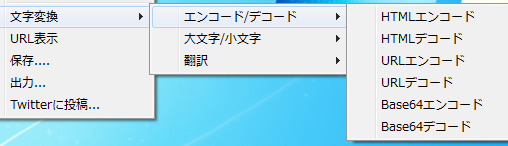 文字変換
URL表示
保存....
出力...
Twitterに投稿...
エンコード/デコード
大文字/小文字
翻訳
HTMLエンコード
HTMLデコード
URLエンコード
URLデコード
Base64エンコード
Base64デコード